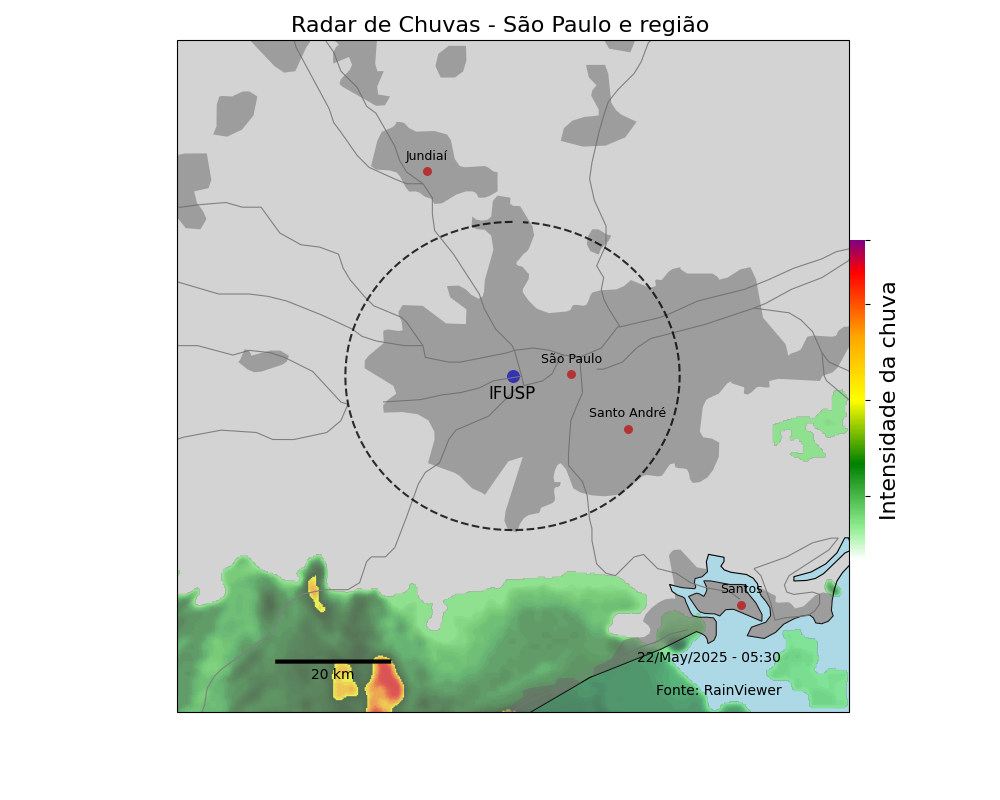 Radar de Chuvas - São Paulo e região
Jundiaí
São Paulo
IFUSP
Santo André
Intensidade da chuva
Santos
22/May/2025 - 05:30
20 km
Fonte: RainViewer